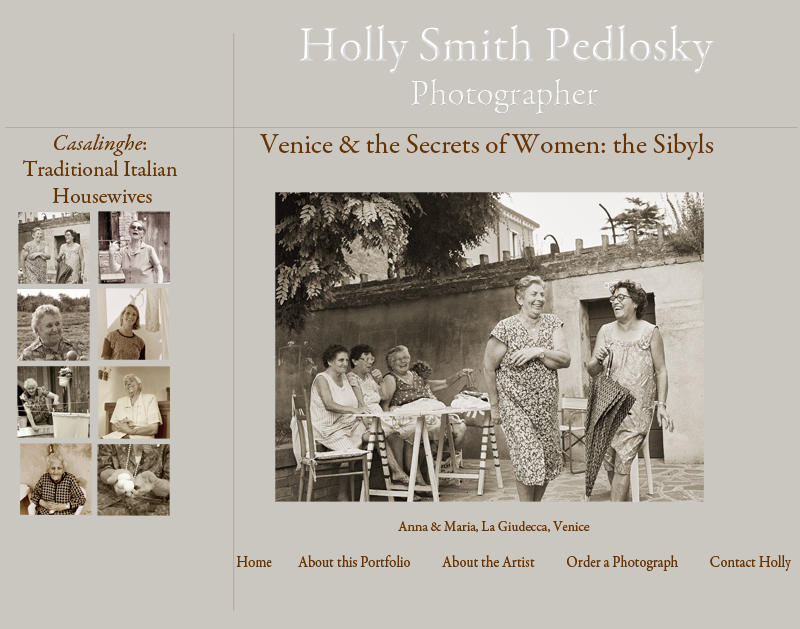 Holly Smith Pedlosky
Photographer
Casalinghe:
Traditional Italian
Housewives
Venice & the Secrets of Women: the Sibyls
Anna & Maria, La Giudecca, Venice
Home About this Portfolio About the Artist Order a Photograph Contact Holly